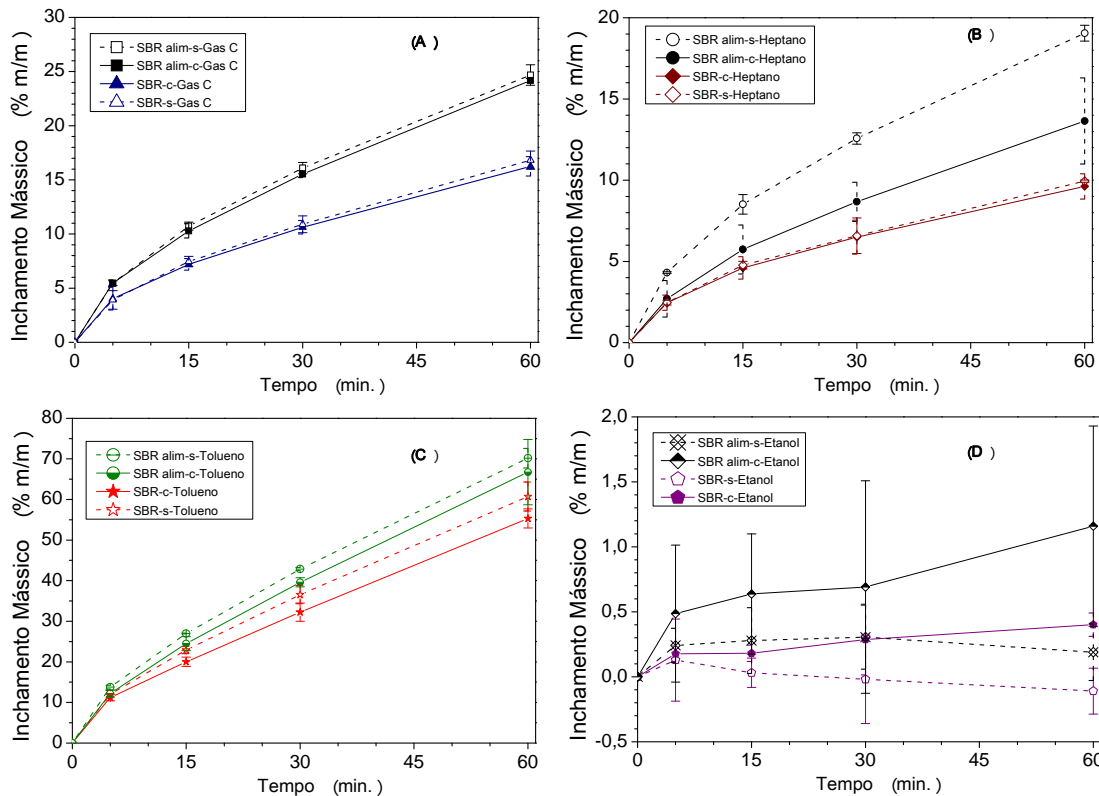 30
25
20
15
10
5
0
0 15 30 45 60
Inchamento Mássico (% m/m )
Tempo (min.)
(A)
SBR alim-s-Gas C
SBR alim-c-Gas C
SBR-c-Gas C
SBR-s-Gas C
20
15
10
5
0
0 15 30 45 60
Inchamento Mássico (% m/m )
Tempo (min.)
(B )
SBR alim-s-Heptano
SBR alim-c-Heptano
SBR-c-Heptano
SBR-s-Heptano
80
70
60
50
40
30
20
10
0
0 15 30 45 60
Inchamento Mássico (% m/m )
Tempo (min.)
(C )
SBR alim-s-Tolueno
SBR alim-c-Tolueno
SBR-c-Tolueno
SBR-s-Tolueno
2,0
1,5
1,0
0,5
0,0
-0,5
0 15 30 45 60
Inchamento Mássico (% m/m )
Tempo (min.)
(D )
SBR alim-s-Etanol
SBR alim-c-Etanol
SBR-s-Etanol
SBR-c-Etanol